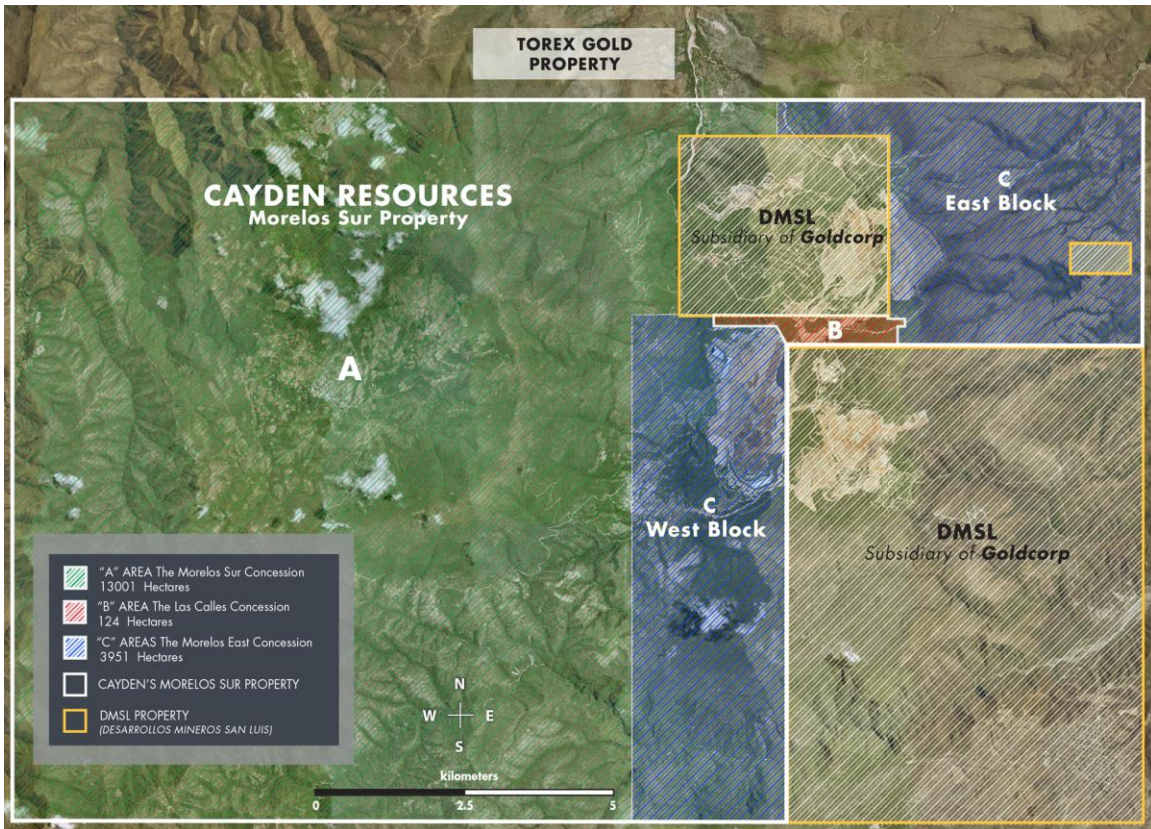 TOREX GOLD
PROPERTY
CAYDEN RESOURCES
Morelos Sur Property
C
East Block
DMSL
Subsidiary of Goldcorp
B
A
C
West Block
DMSL
Subsidiary of Goldcorp
"A" AREA The Morelos Sur Concession
13001 Hectares
"B" AREA The Las Calles Concession
124 Hectares
"C" AREAS The Morelos East Concession
3951 Hectares
CAYDEN'S MORELOS SUR PROPERTY
DMSL PROPERTY
(DESARROLLOS MINEROS SAN LUIS)
N
W E
S
kilometers
0 2.5 5